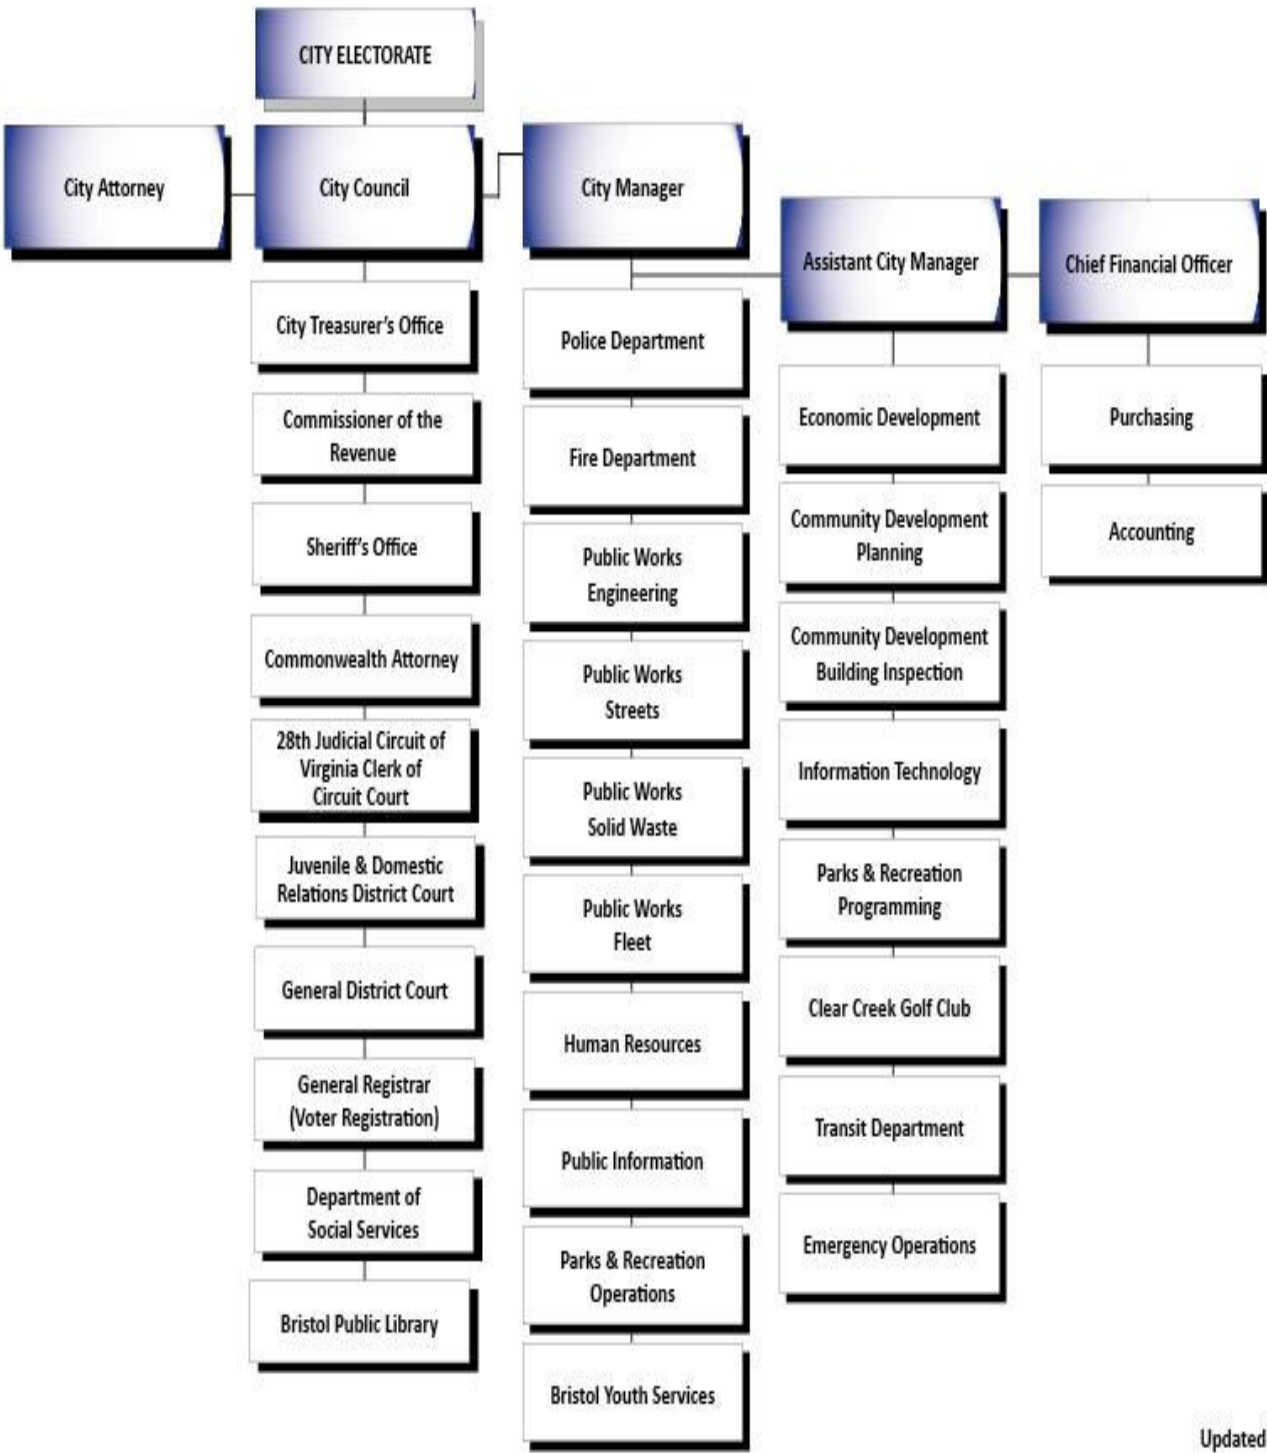 CITY ELECTORATE
City Attorney
City Council
City Manager
Assistant City Manager
Chief Financial Officer
City Treasurer's Office
Commissioner of the
Revenue
Sheriff's Office
Commonwealth Attorney
28th Judicial Circuit of
Virginia Clerk of
Circuit Court
Juvenile & Domestic
Relations District Court
General District Court
General Registrar
(Voter Registration)
Department of
Social Services
Bristol Public Library
Police Department
Fire Department
Public Works
Engineering
Public Works
Streets
Public Works
Solid Waste
Public Works
Fleet
Human Resources
Public Information
Parks & Recreation
Operations
Bristol Youth Services
Economic Development
Community Development
Planning
Community Development
Building Inspection
Information Technology
Parks & Recreation
Programming
Clear Creek Golf Club
Transit Department
Emergency Operations
Purchasing
Accounting
Updated